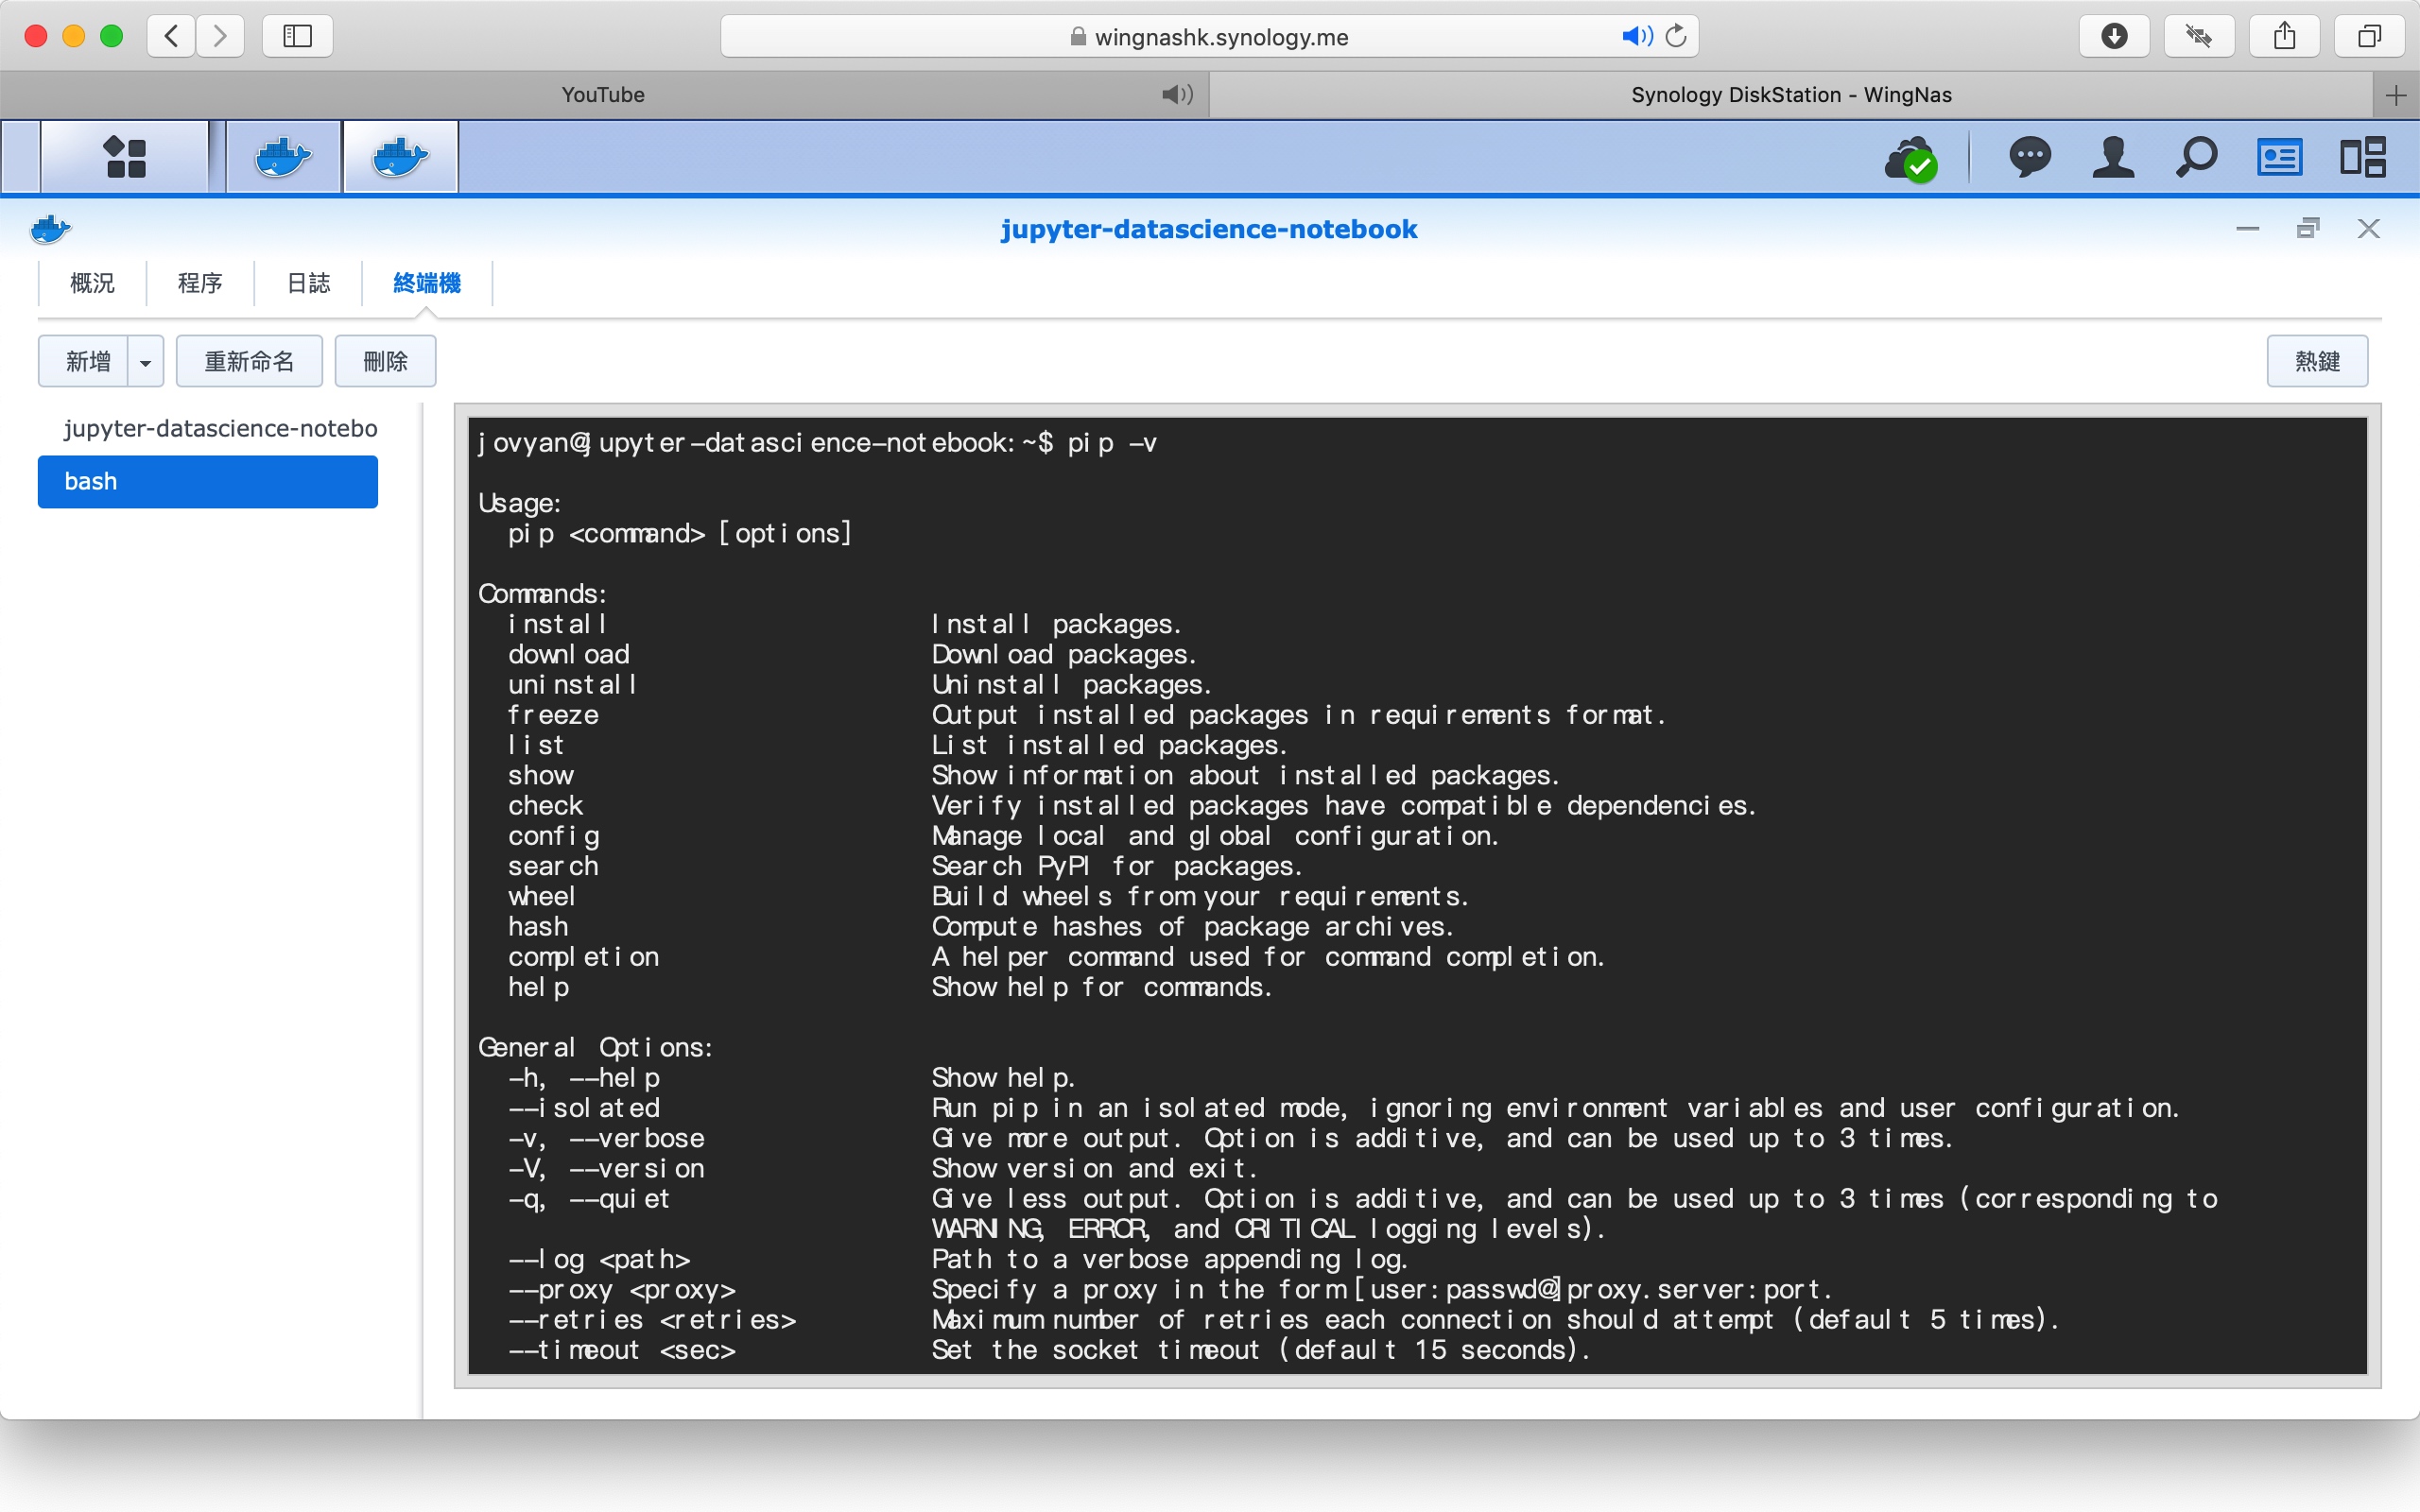 wingnashk.synology.me
YouTube
Synology DiskStation - WingNas
jupyter-datascience-notebook
概況 程序 日誌 終端機
新增 重新命名 刪除 熱鍵
jupyter-datascience-notebo
bash
jovyan@jupyter-datascience-notebook:~$ pip -v
Usage:
pip <command> [options]
Commands:
install Install packages.
download Download packages.
uninstall Uninstall packages.
freeze Output installed packages in requirements format.
list List installed packages.
show Show information about installed packages.
check Verify installed packages have compatible dependencies.
config Manage local and global configuration.
search Search PyPI for packages.
wheel Build wheels from your requirements.
hash Compute hashes of package archives.
completion A helper command used for command completion.
help Show help for commands.
General Options:
-h, --help Show help.
--isolated Run pip in an isolated mode, ignoring environment variables and user configuration.
-v, --verbose Give more output. Option is additive, and can be used up to 3 times.
-V, --version Show version and exit.
-q, --quiet Give less output. Option is additive, and can be used up to 3 times (corresponding to
WARNING, ERROR, and CRITICAL logging levels).
--log <path> Path to a verbose appending log.
--proxy <proxy> Specify a proxy in the form [user:passwd@]proxy.server:port.
--retries <retries> Maximum number of retries each connection should attempt (default 5 times).
--timeout <sec> Set the socket timeout (default 15 seconds).